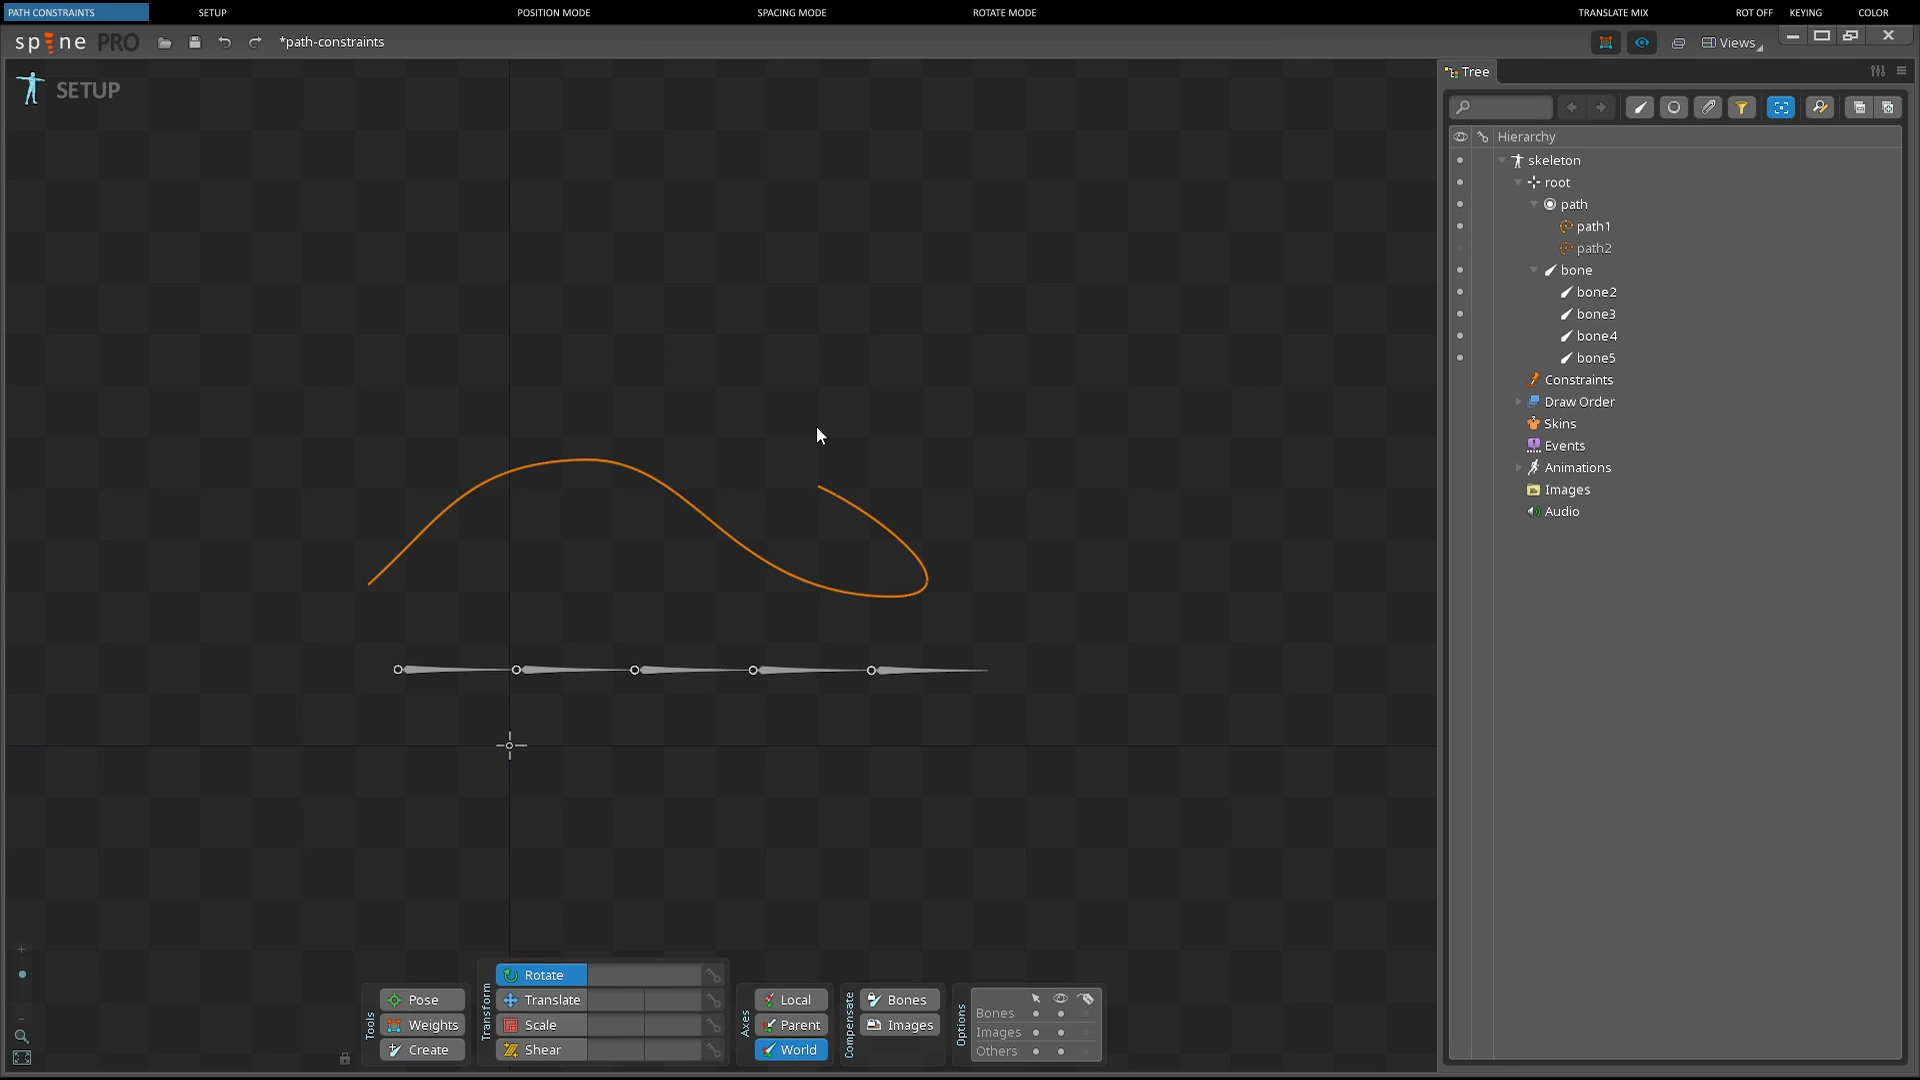 PATH CONSTRAINTS SETUP POSITION MODE SPACING MODE ROTATE MODE TRANSLATE MIX ROT OFF KEYING COLOR
spine PRO *path-constraints Views
SETUP
Tree
Hierarchy
skeleton
root
path
path1
path2
bone
bone2
bone3
bone4
bone5
Constraints
Draw Order
Skins
Events
Animations
Images
Audio
Tools
Pose
Weights
Create
Transform
Rotate
Translate
Scale
Shear
Axes
Local
Parent
World
Compensate
Bones
Images
Options
Bones
Images
Others